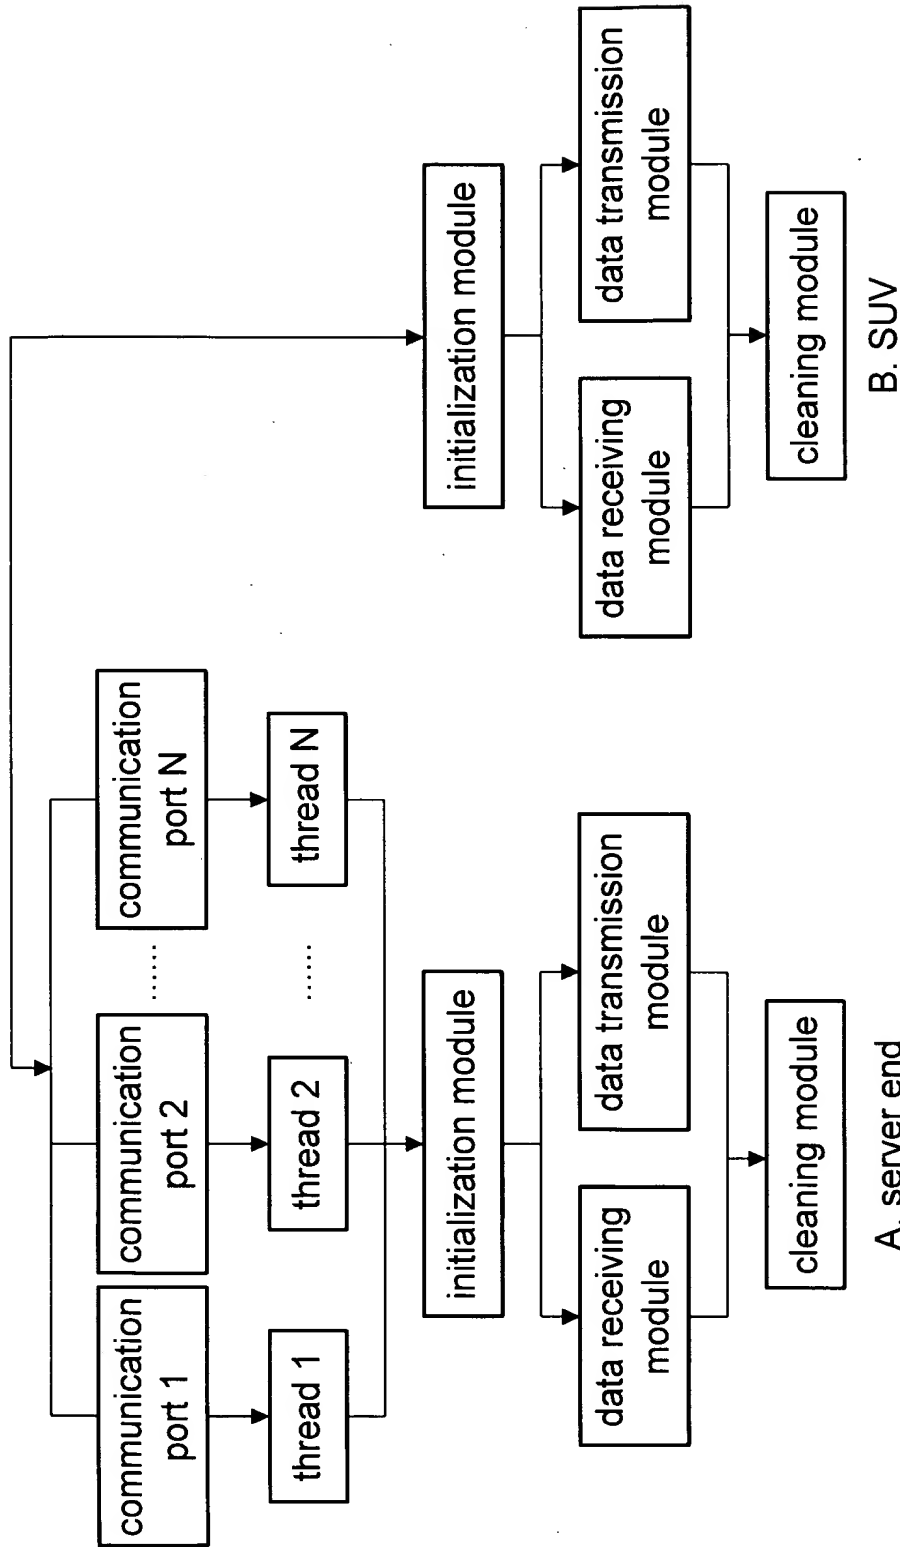 communication
port 1
communication
port 2
......
communication
port N
thread 1
thread 2
......
thread N
initialization module
data receiving
module
data transmission
module
cleaning module
A. server end
initialization module
data receiving
module
data transmission
module
cleaning module
B. SUV